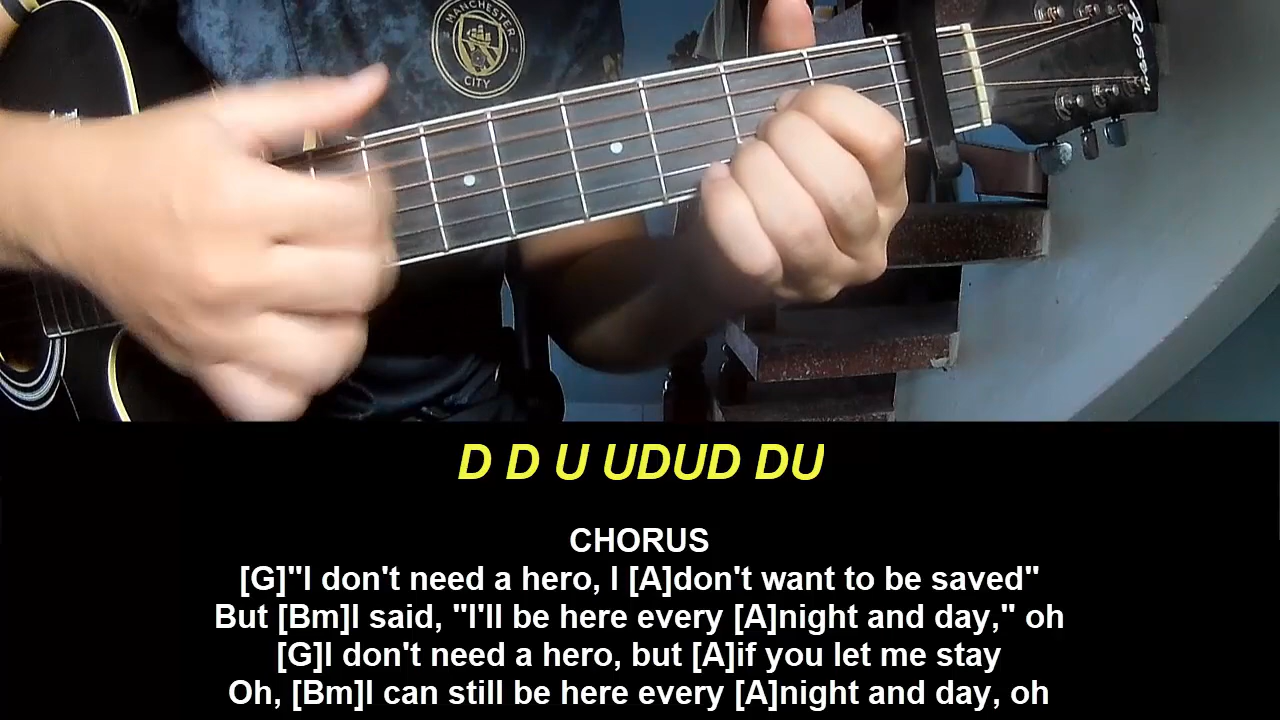 MANCHESTER
CITY
D D U UDUD DU
CHORUS
[G]"I don't need a hero, I [A]don't want to be saved"
But [Bm]I said, "I'll be here every [A]night and day," oh
[G]I don't need a hero, but [A]if you let me stay
Oh, [Bm]I can still be here every [A]night and day, oh